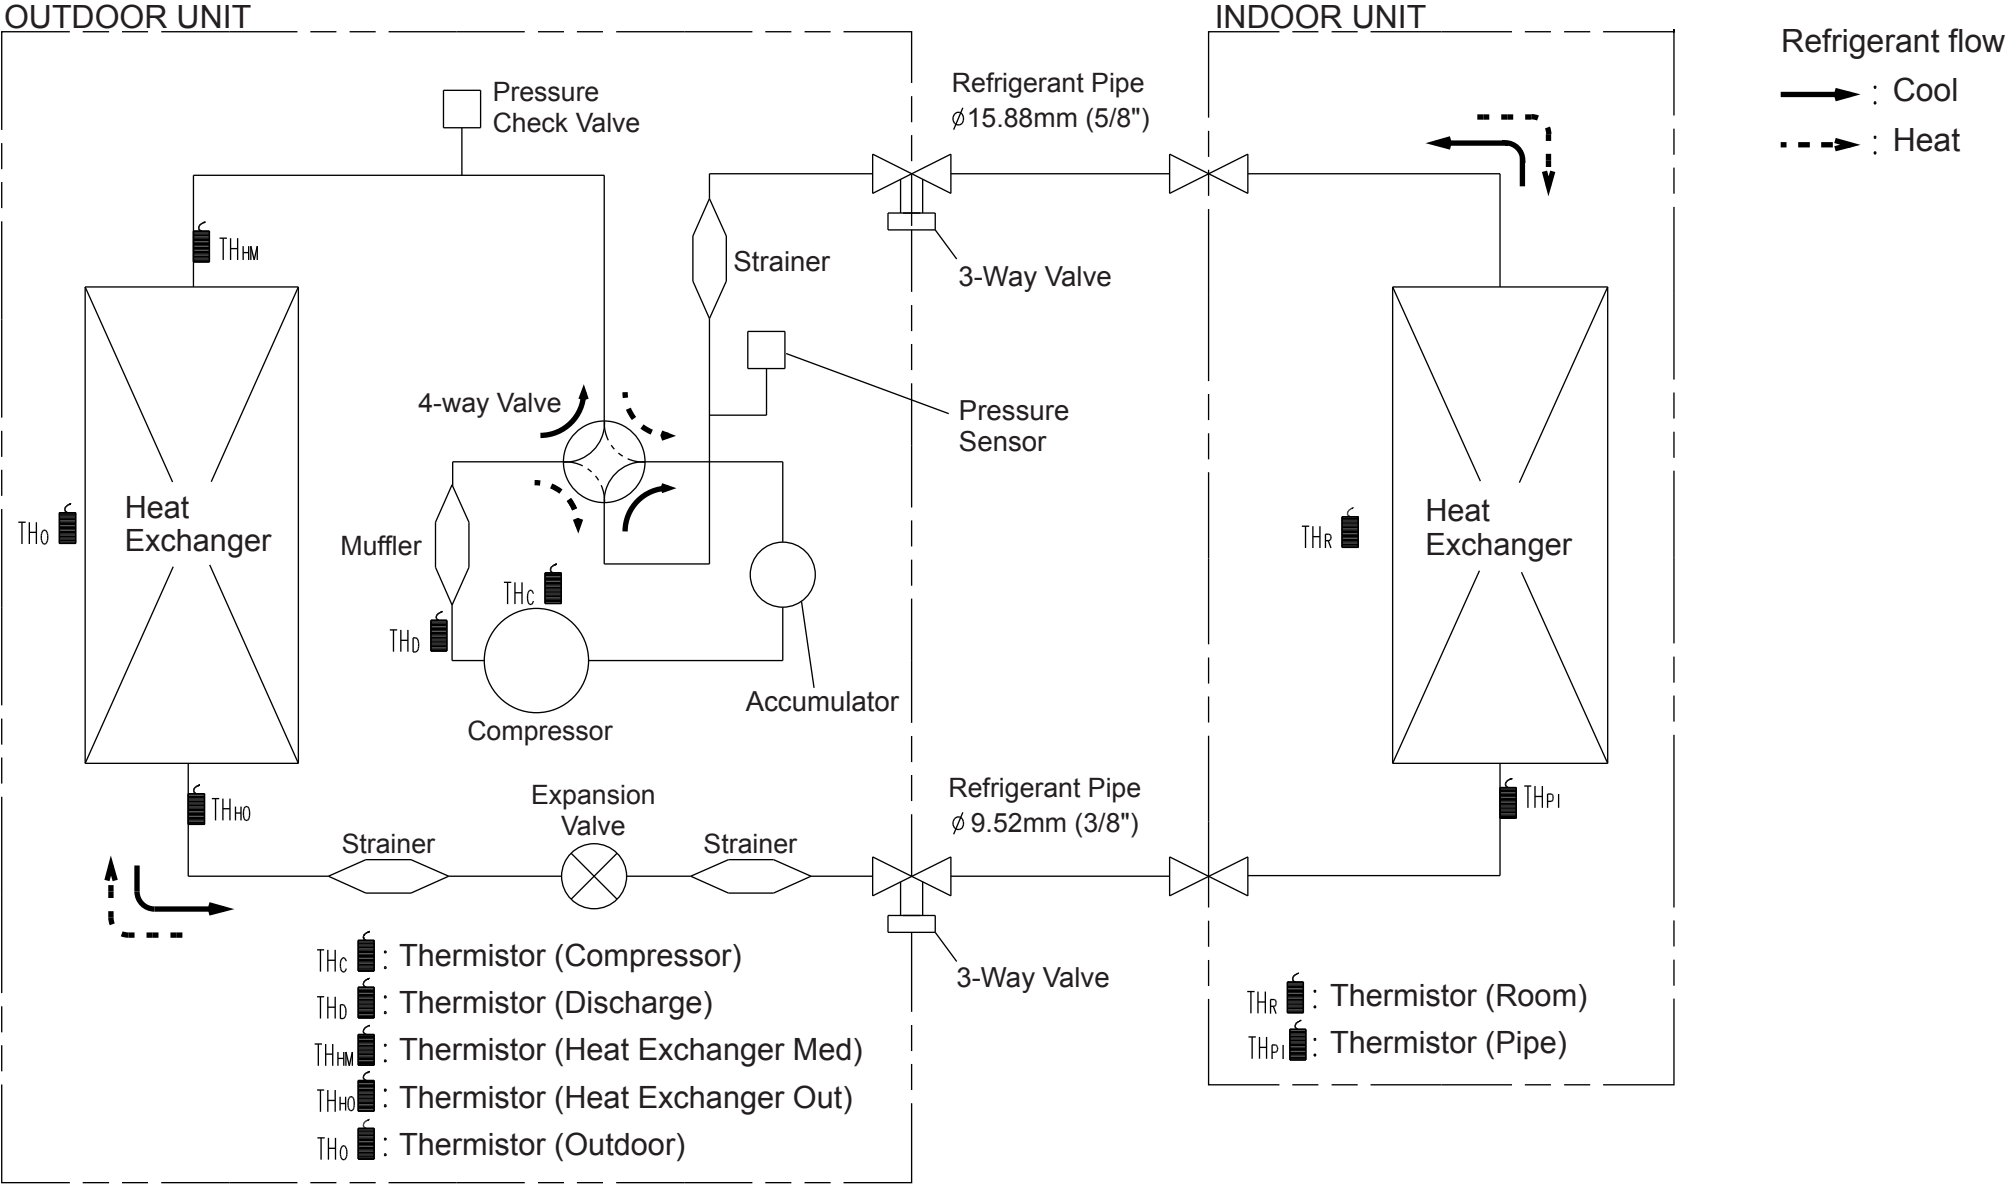 OUTDOOR UNIT
INDOOR UNIT
Refrigerant flow
: Cool
: Heat
Pressure
Check Valve
Refrigerant Pipe
⌀15.88mm (5/8")
THHM
Strainer
3-Way Valve
4-way Valve
Pressure
Sensor
Heat
Exchanger
THO
Muffler
THC
THD
Accumulator
Compressor
Heat
Exchanger
THR
THHO
Expansion
Valve
Strainer
Strainer
Refrigerant Pipe
⌀9.52mm (3/8")
THPI
3-Way Valve
THC : Thermistor (Compressor)
THD : Thermistor (Discharge)
THHM : Thermistor (Heat Exchanger Med)
THHO : Thermistor (Heat Exchanger Out)
THO : Thermistor (Outdoor)
THR : Thermistor (Room)
THPI : Thermistor (Pipe)